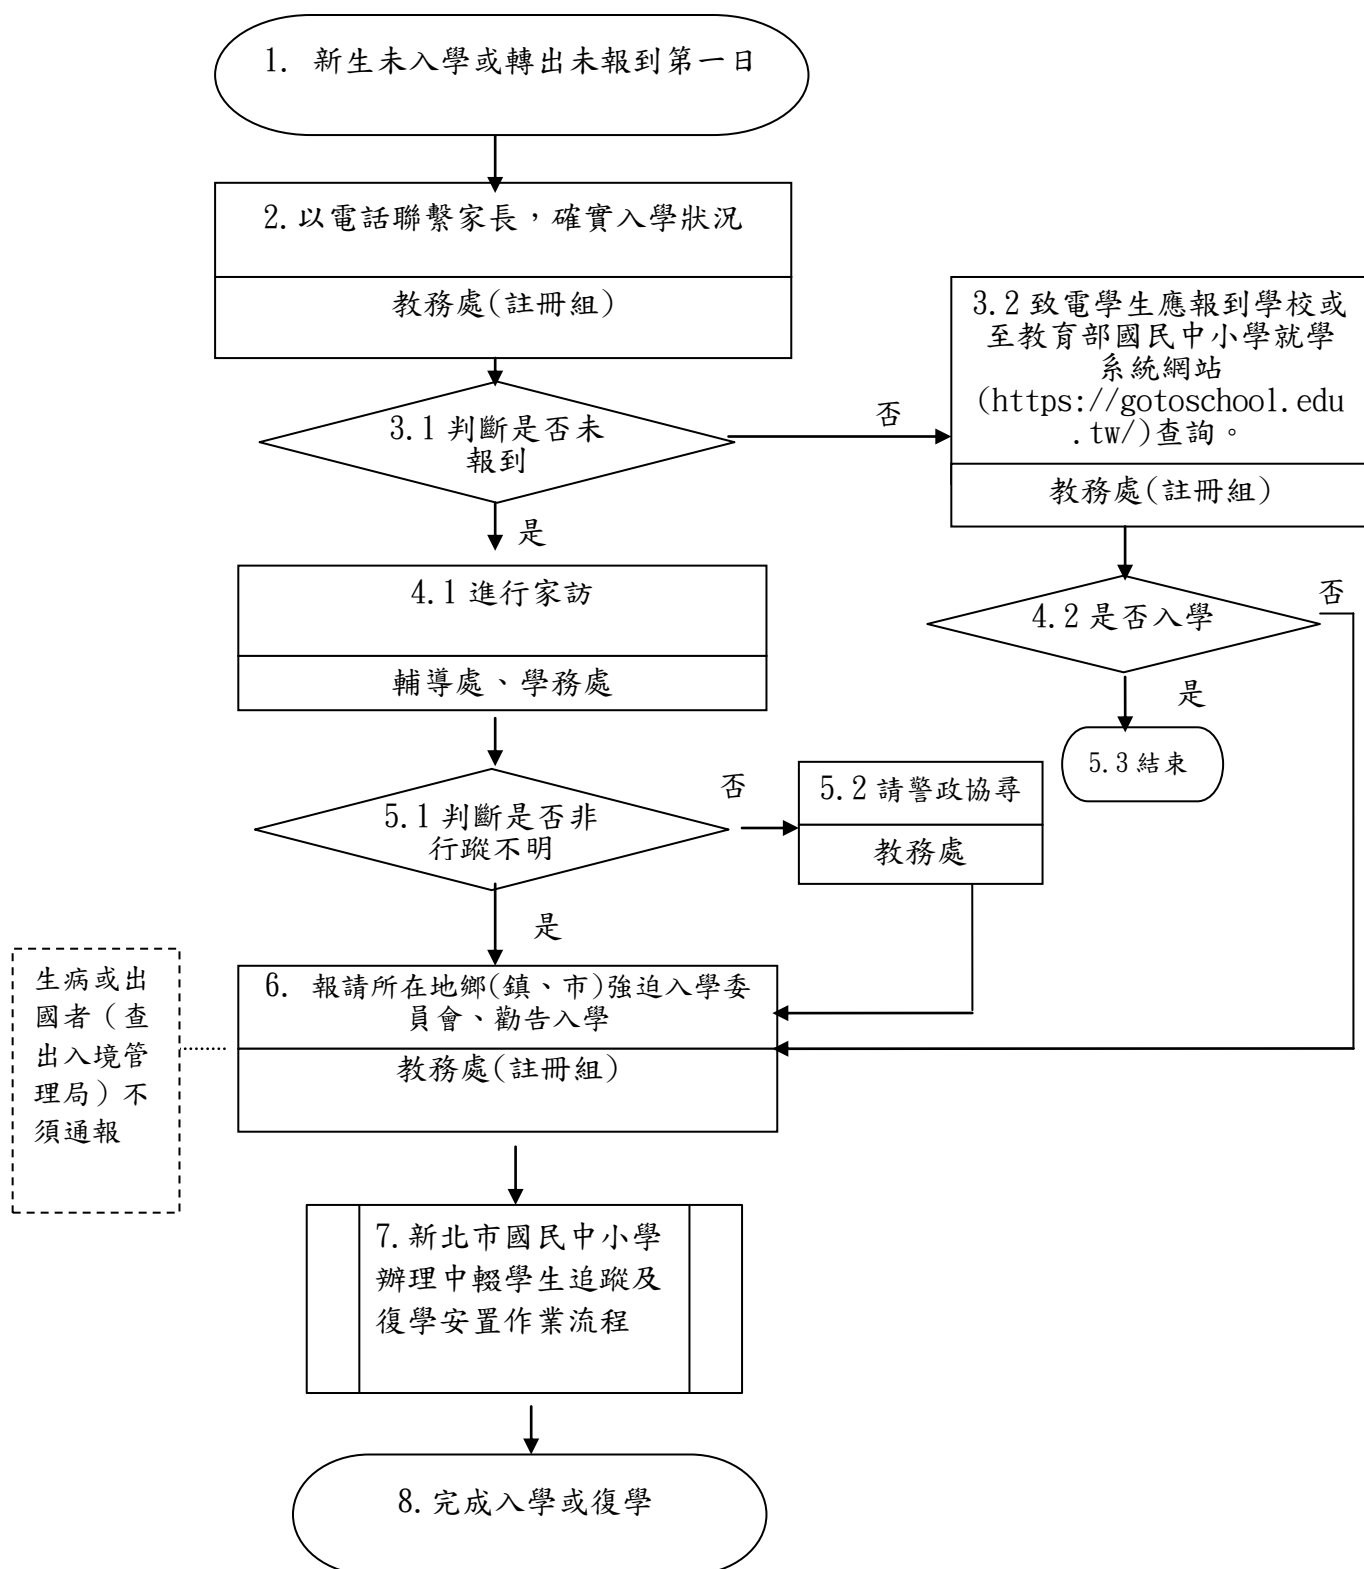 1. 新生未入學或轉出未報到第一日
2.以電話聯繫家長，確實入學狀況
教務處(註冊組)
3.1 判斷是否未
報到
否
3.2 致電學生應報到學校或
至教育部國民中小學就學
系統網站
(https://gotoschool.edu
.tw/)查詢。
教務處(註冊組)
是
4.1 進行家訪
輔導處、學務處
4.2 是否入學
否
是
5.3 結束
5.1 判斷是否非
行蹤不明
否
5.2 請警政協尋
教務處
是
6. 報請所在地鄉(鎮、市)強迫入學委
員會、勸告入學
教務處(註冊組)
生病或出
國者（查
出入境管
理局）不
須通報
7.新北市國民中小學
辦理中輟學生追蹤及
復學安置作業流程
8.完成入學或復學